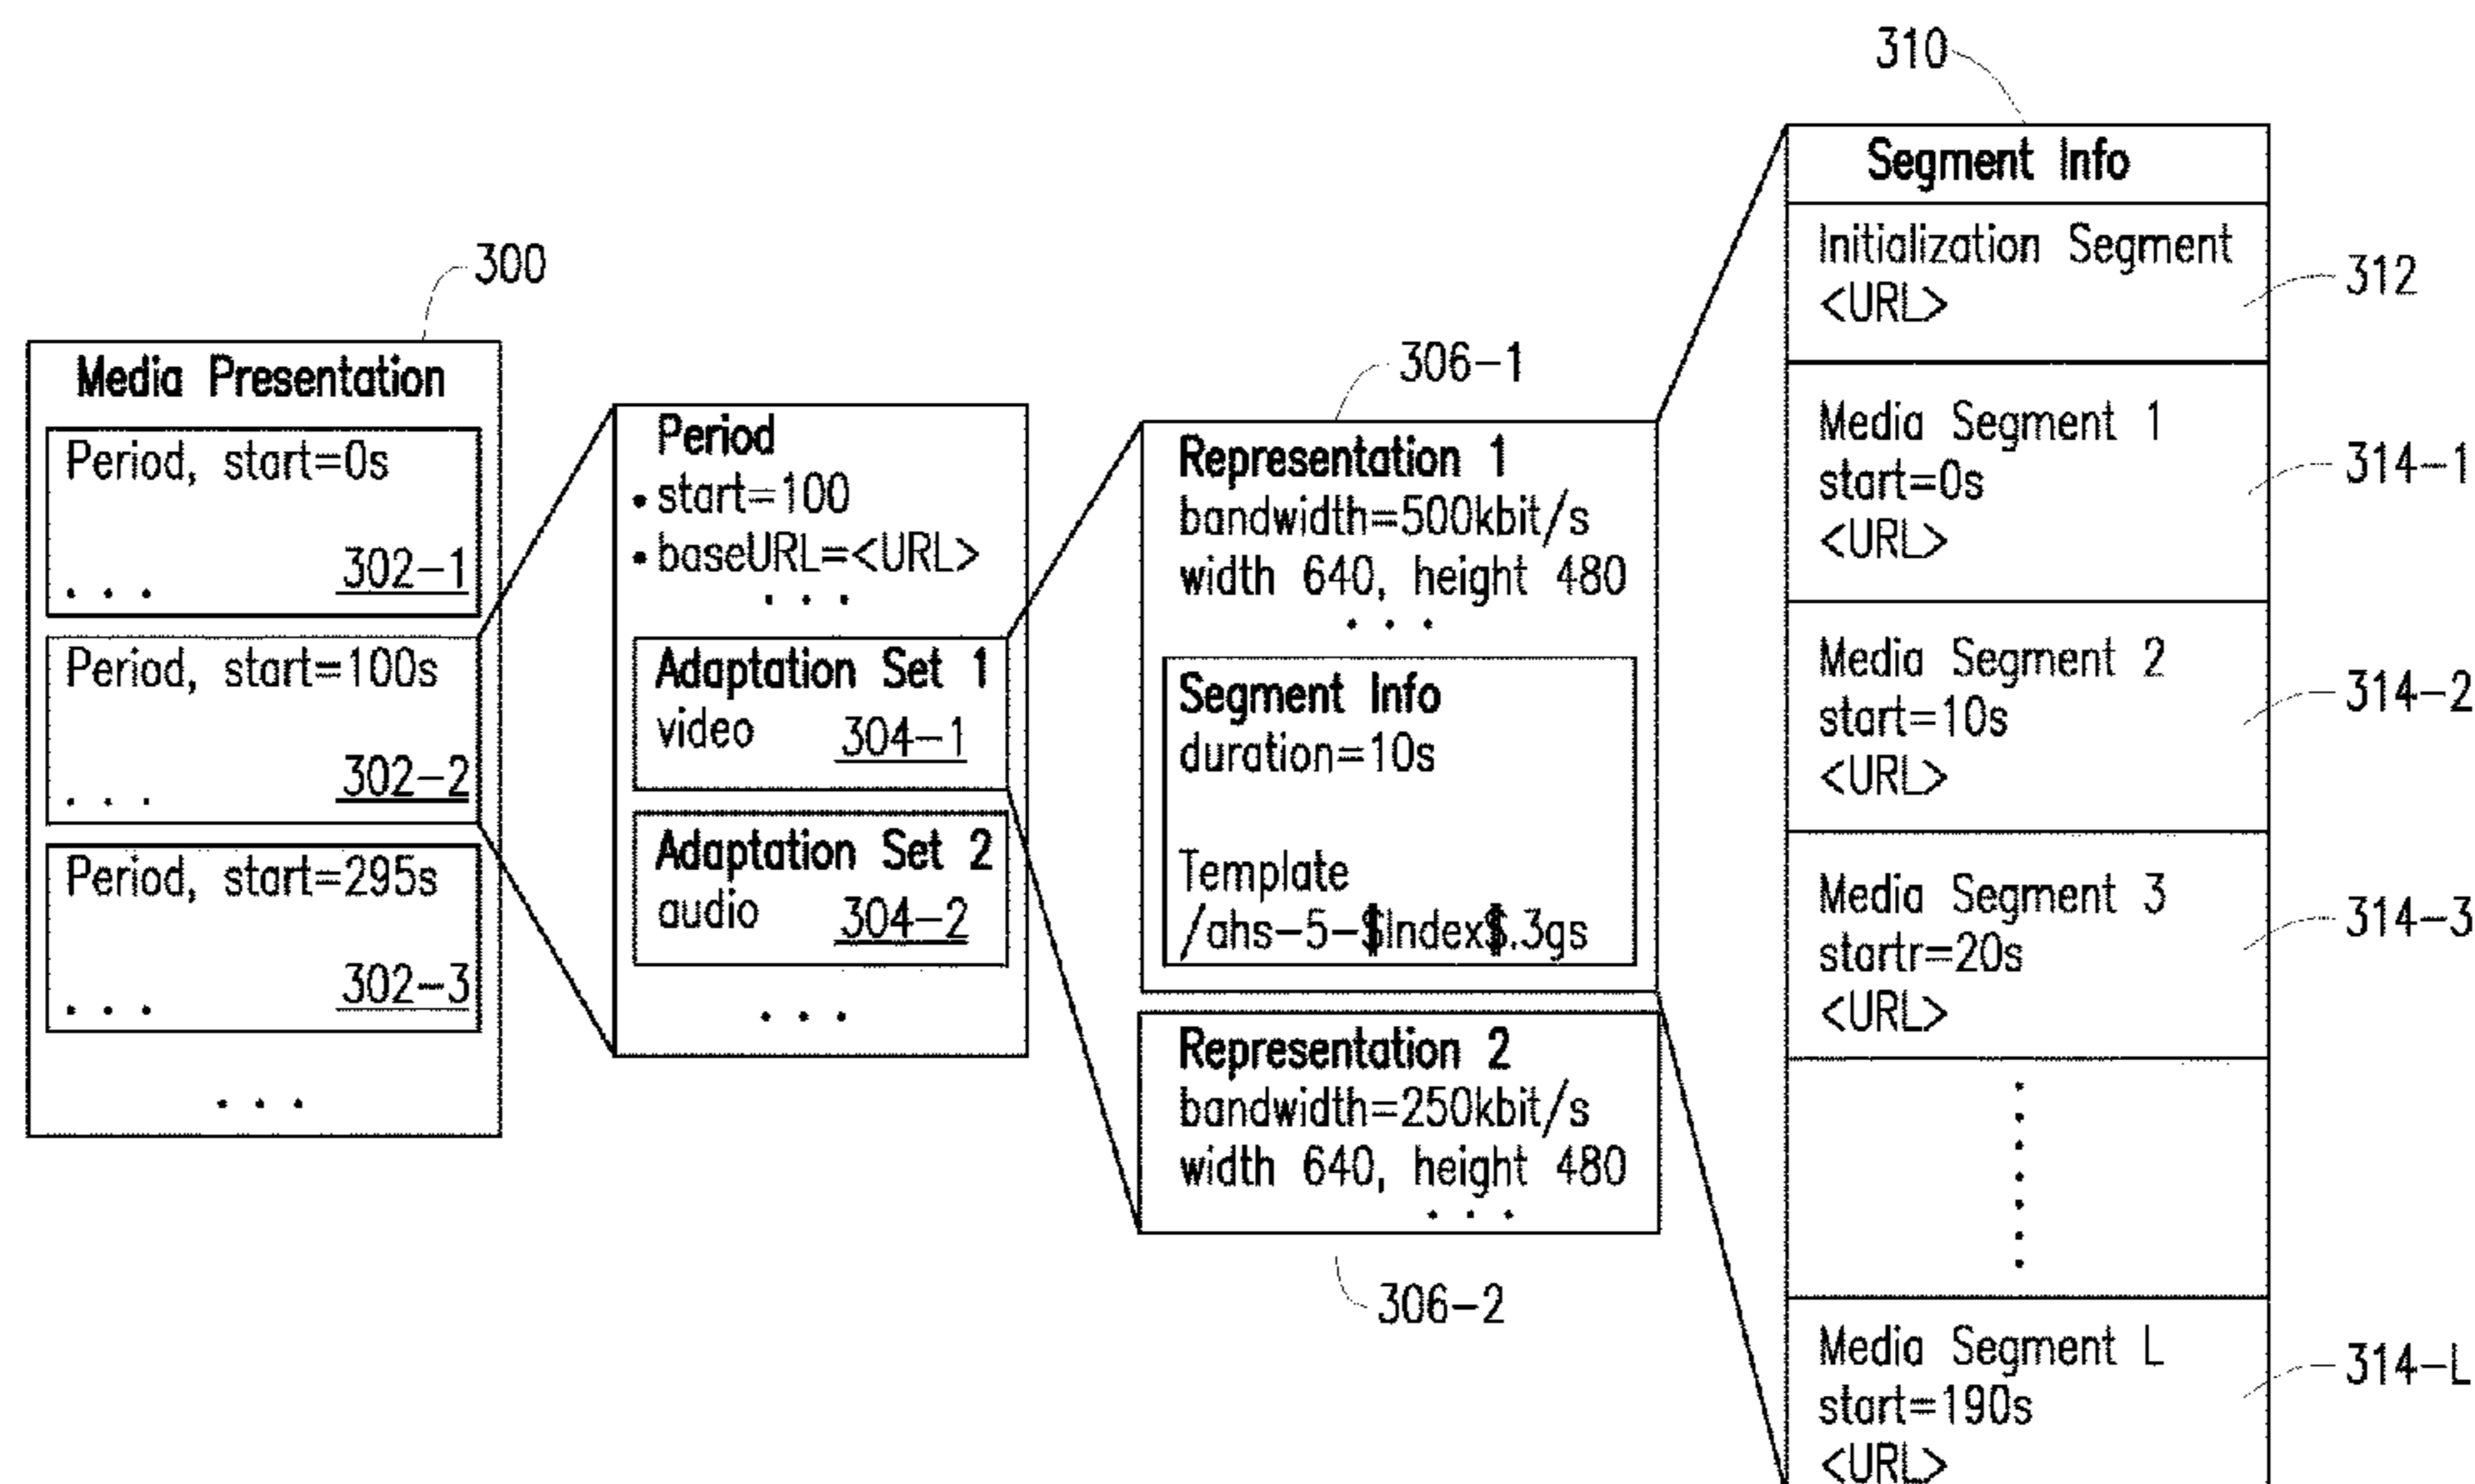 300
Media Presentation
Period, start=0s
. . . 302-1
Period, start=100s
. . . 302-2
Period, start=295s
. . . 302-3
. . .
Period
• start=100
• baseURL=<URL>
. . .
Adaptation Set 1
video 304-1
Adaptation Set 2
audio 304-2
. . .
306-1
Representation 1
bandwidth=500kbit/s
width 640, height 480
. . .
Segment Info
duration=10s
Template
/ahs-5-$Index$.3gs
Representation 2
bandwidth=250kbit/s
width 640, height 480
. . .
306-2
310
Segment Info
Initialization Segment
<URL>
312
Media Segment 1
start=0s
<URL>
314-1
Media Segment 2
start=10s
<URL>
314-2
Media Segment 3
startr=20s
<URL>
314-3
Media Segment L
start=190s
<URL>
314-L